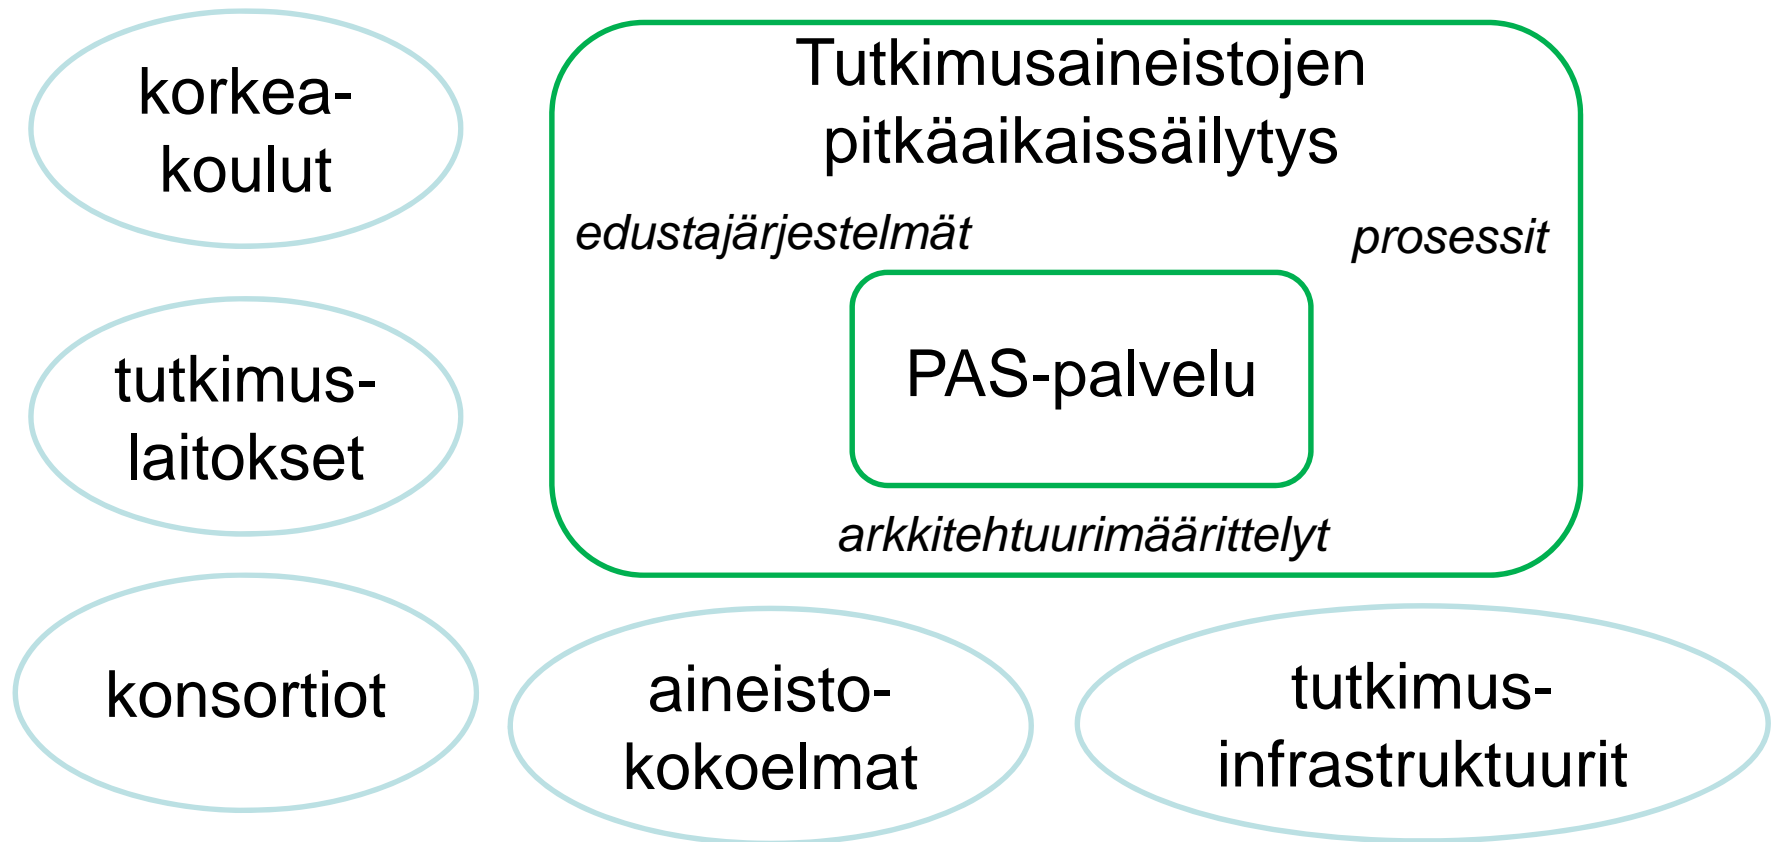 korkea-
koulut
Tutkimusaineistojen
pitkäaikaissäilytys
edustajärjestelmät
prosessit
PAS-palvelu
arkkitehtuurimäärittelyt
tutkimus-
laitokset
konsortiot
aineisto-
kokoelmat
tutkimus-
infrastruktuurit